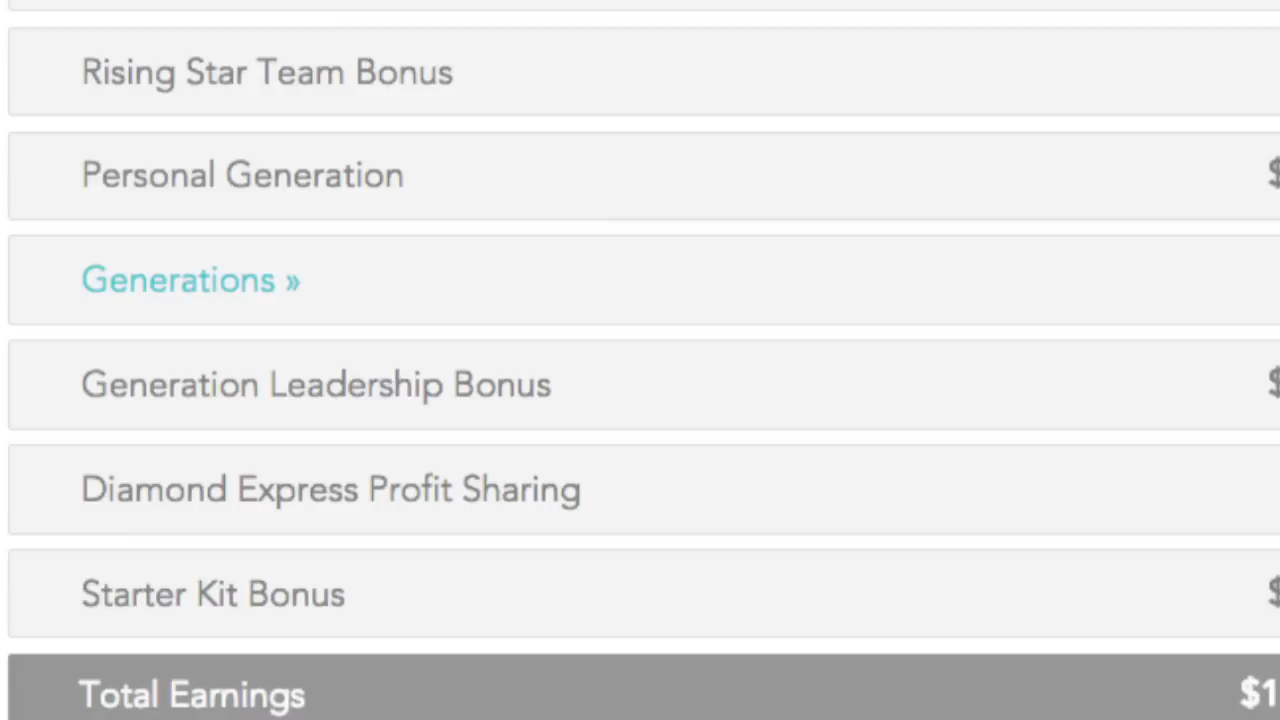 Rising Star Team Bonus
Personal Generation $
Generations »
Generation Leadership Bonus $
Diamond Express Profit Sharing
Starter Kit Bonus $
Total Earnings $1